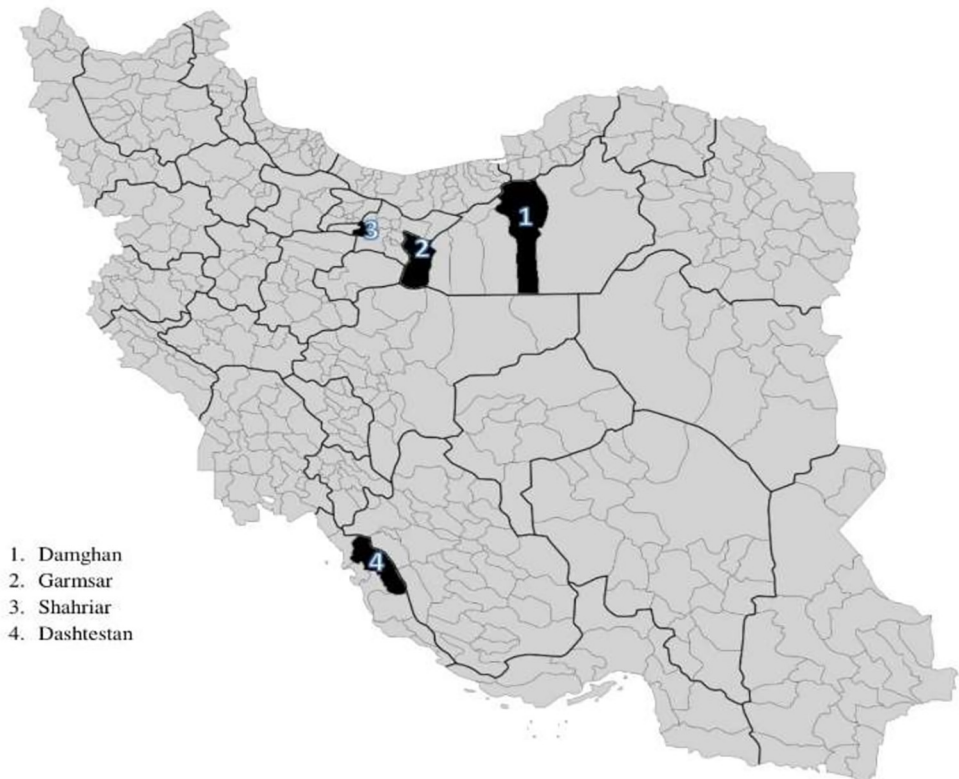 1
3
2
4
1. Damghan
2. Garmsar
3. Shahriar
4. Dashtestan